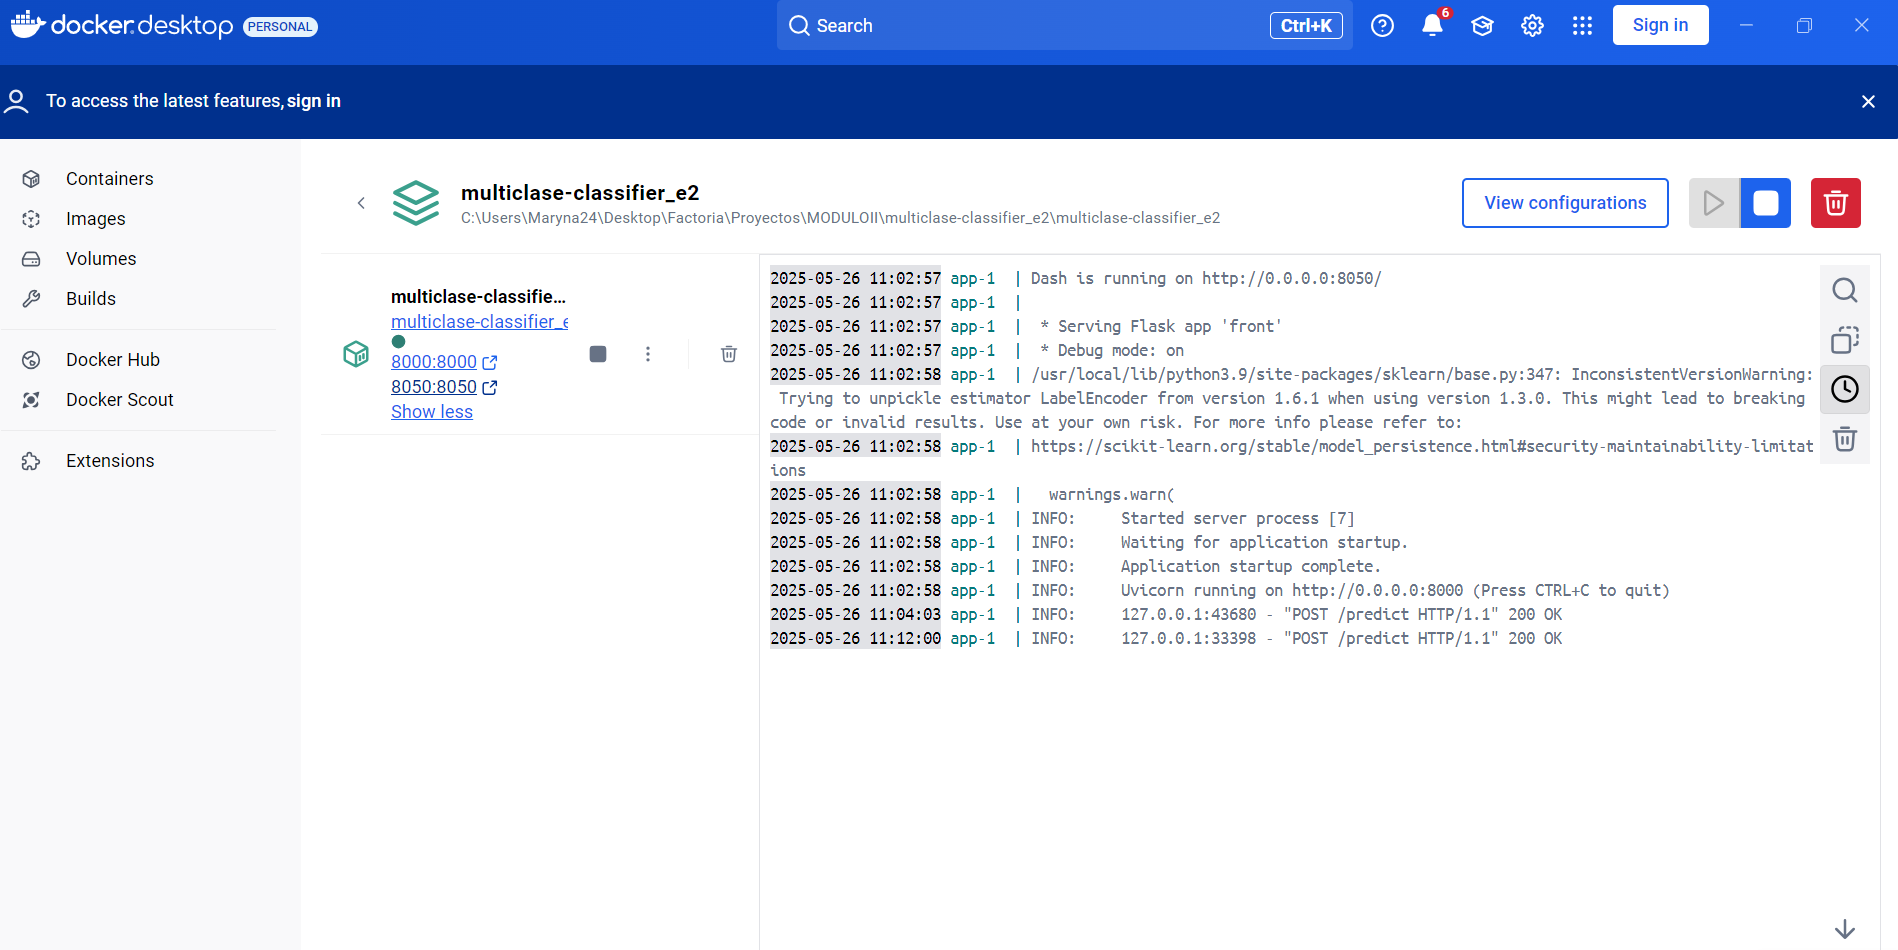 docker.desktop PERSONAL
Search Ctrl+K
6
Sign in
To access the latest features, sign in
Containers
Images
Volumes
Builds
Docker Hub
Docker Scout
Extensions
multiclase-classifier_e2
C:\Users\Maryna24\Desktop\Factoria\Proyectos\MODULOII\multiclase-classifier_e2\multiclase-classifier_e2
View configurations
multiclase-classifie...
multiclase-classifier_e
8000:8000
8050:8050
Show less
2025-05-26 11:02:57 app-1 | Dash is running on http://0.0.0.0:8050/
2025-05-26 11:02:57 app-1 |
2025-05-26 11:02:57 app-1 | * Serving Flask app 'front'
2025-05-26 11:02:57 app-1 | * Debug mode: on
2025-05-26 11:02:58 app-1 | /usr/local/lib/python3.9/site-packages/sklearn/base.py:347: InconsistentVersionWarning:
Trying to unpickle estimator LabelEncoder from version 1.6.1 when using version 1.3.0. This might lead to breaking
code or invalid results. Use at your own risk. For more info please refer to:
2025-05-26 11:02:58 app-1 | https://scikit-learn.org/stable/model_persistence.html#security-maintainability-limitat
ions
2025-05-26 11:02:58 app-1 | warnings.warn(
2025-05-26 11:02:58 app-1 | INFO: Started server process [7]
2025-05-26 11:02:58 app-1 | INFO: Waiting for application startup.
2025-05-26 11:02:58 app-1 | INFO: Application startup complete.
2025-05-26 11:02:58 app-1 | INFO: Uvicorn running on http://0.0.0.0:8000 (Press CTRL+C to quit)
2025-05-26 11:04:03 app-1 | INFO: 127.0.0.1:43680 - "POST /predict HTTP/1.1" 200 OK
2025-05-26 11:12:00 app-1 | INFO: 127.0.0.1:33398 - "POST /predict HTTP/1.1" 200 OK